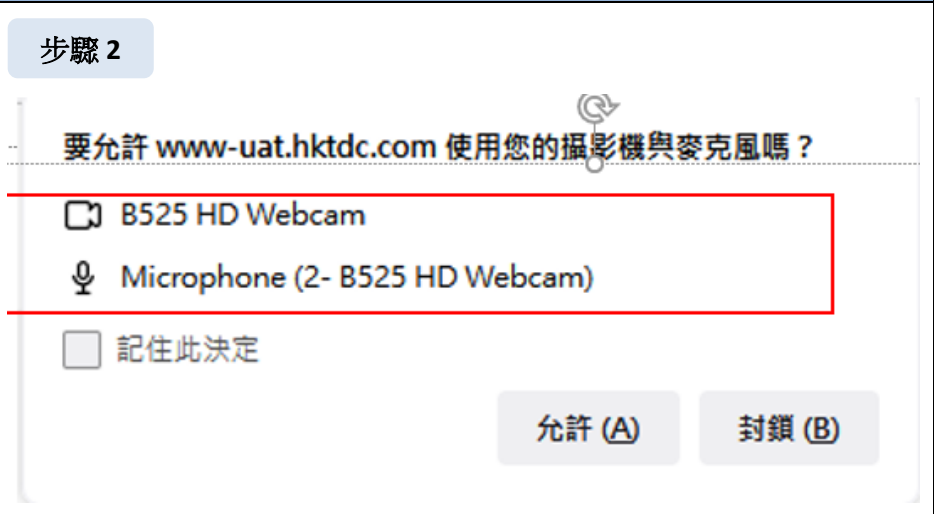 步驟 2
要允許 www-uat.hktdc.com 使用您的攝影機與麥克風嗎？
B525 HD Webcam
Microphone (2- B525 HD Webcam)
記住此決定
允許 (A)
封鎖 (B)